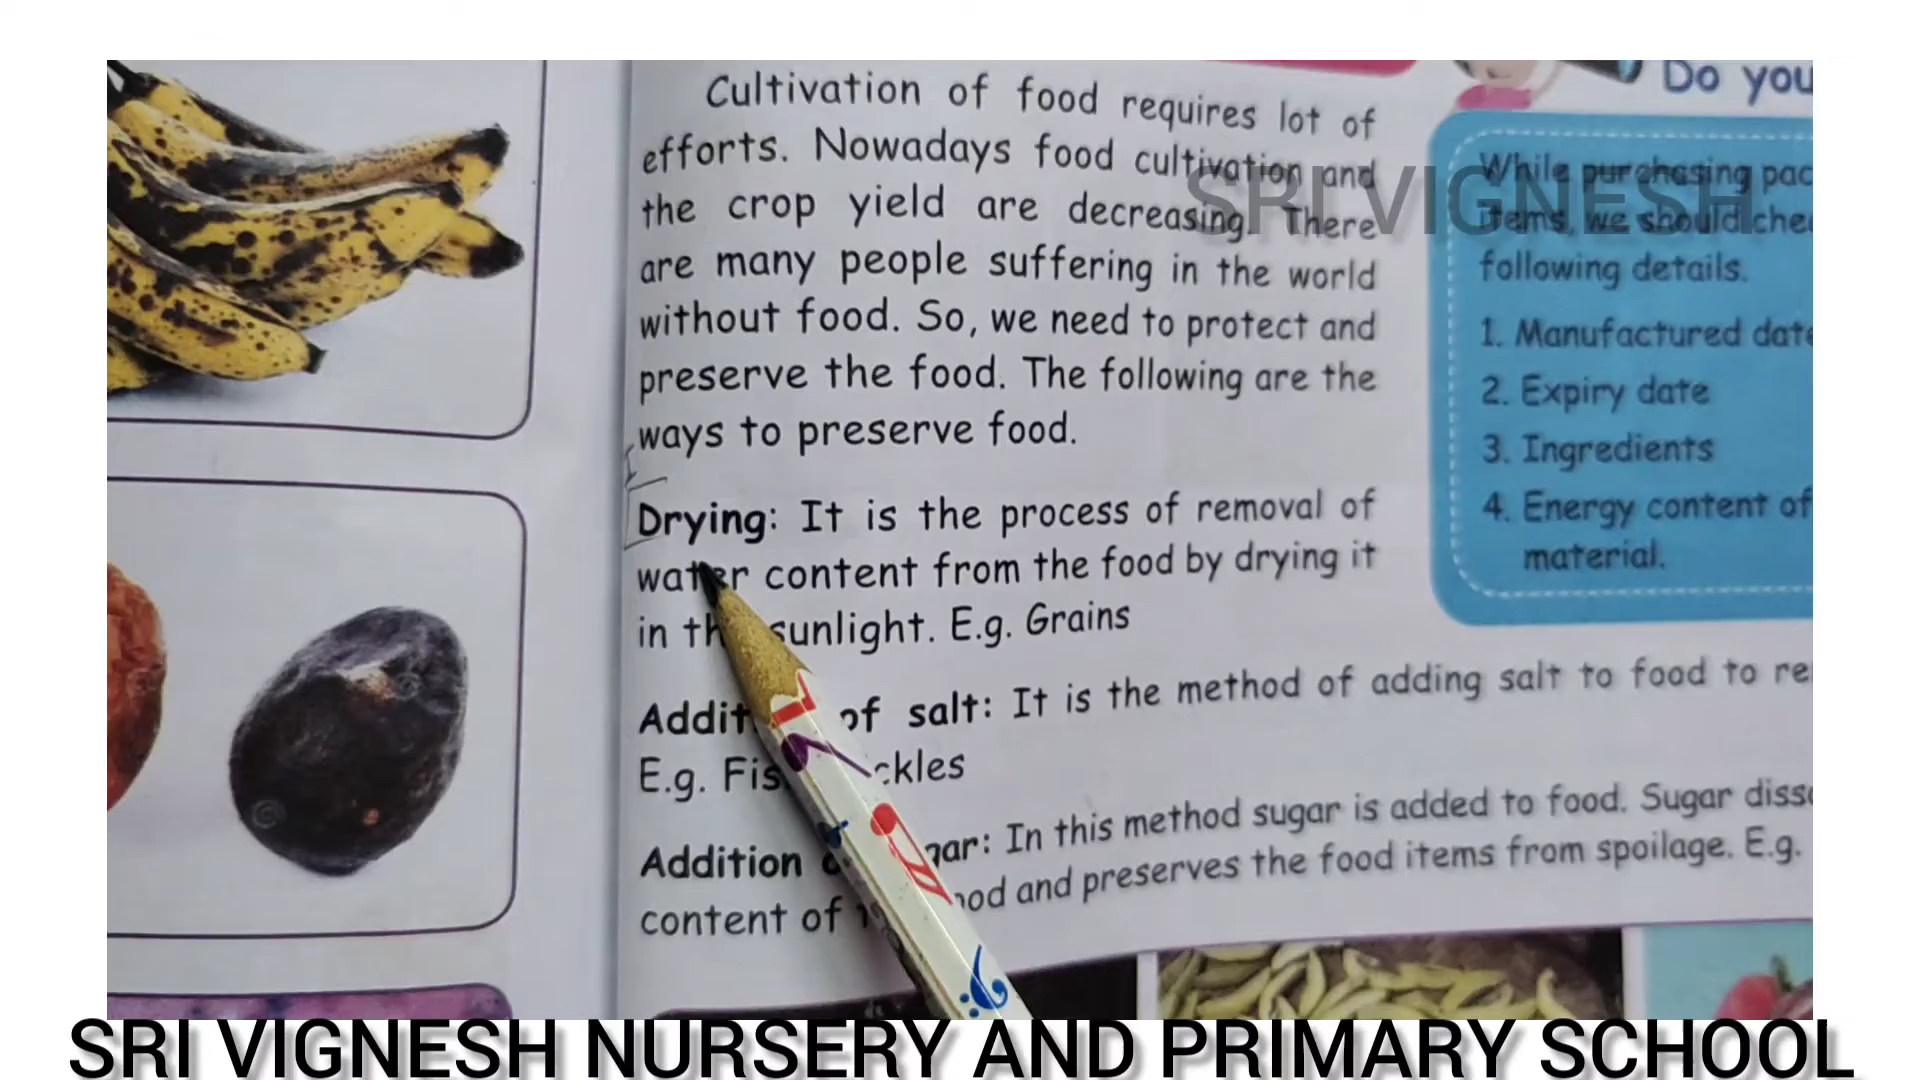 Cultivation of food requires lot of
efforts. Nowadays food cultivation and
the crop yield are decreasing. There
are many people suffering in the world
without food. So, we need to protect and
preserve the food. The following are the
ways to preserve food.
Drying: It is the process of removal of
water content from the food by drying it
in the sunlight. E.g. Grains
Addit of salt: It is the method of adding salt to food to re
E.g. Fis ckles
Addition gar: In this method sugar is added to food. Sugar diss
content of ood and preserves the food items from spoilage. E.g.
Do you
While purchasing pac
items, we should che
following details.
1. Manufactured date
2. Expiry date
3. Ingredients
4. Energy content of
material.
SRI VIGNESH
SRI VIGNESH NURSERY AND PRIMARY SCHOOL